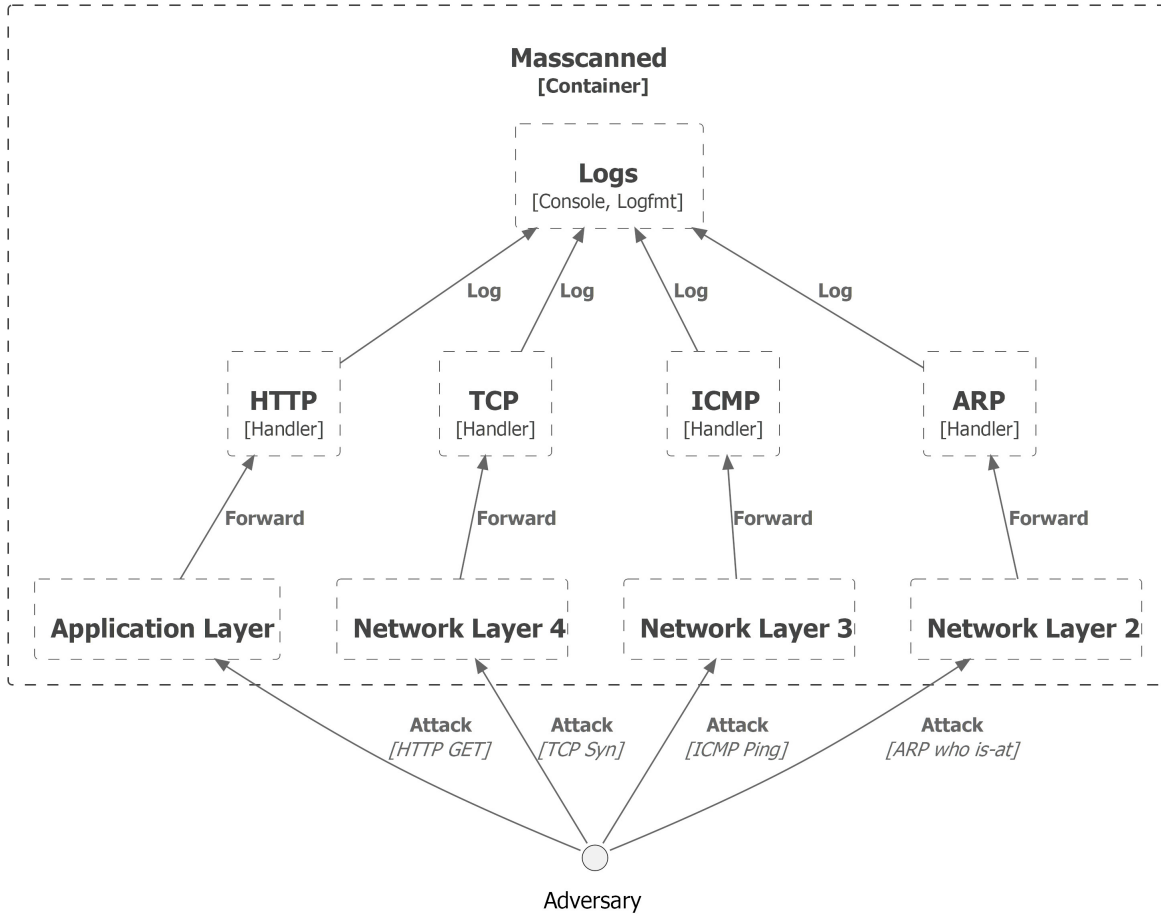 Masscanned
[Container]
Logs
[Console, Logfmt]
Log
Log
Log
Log
HTTP
[Handler]
TCP
[Handler]
ICMP
[Handler]
ARP
[Handler]
Forward
Forward
Forward
Forward
Application Layer
Network Layer 4
Network Layer 3
Network Layer 2
Attack
[HTTP GET]
Attack
[TCP Syn]
Attack
[ICMP Ping]
Attack
[ARP who is-at]
Adversary